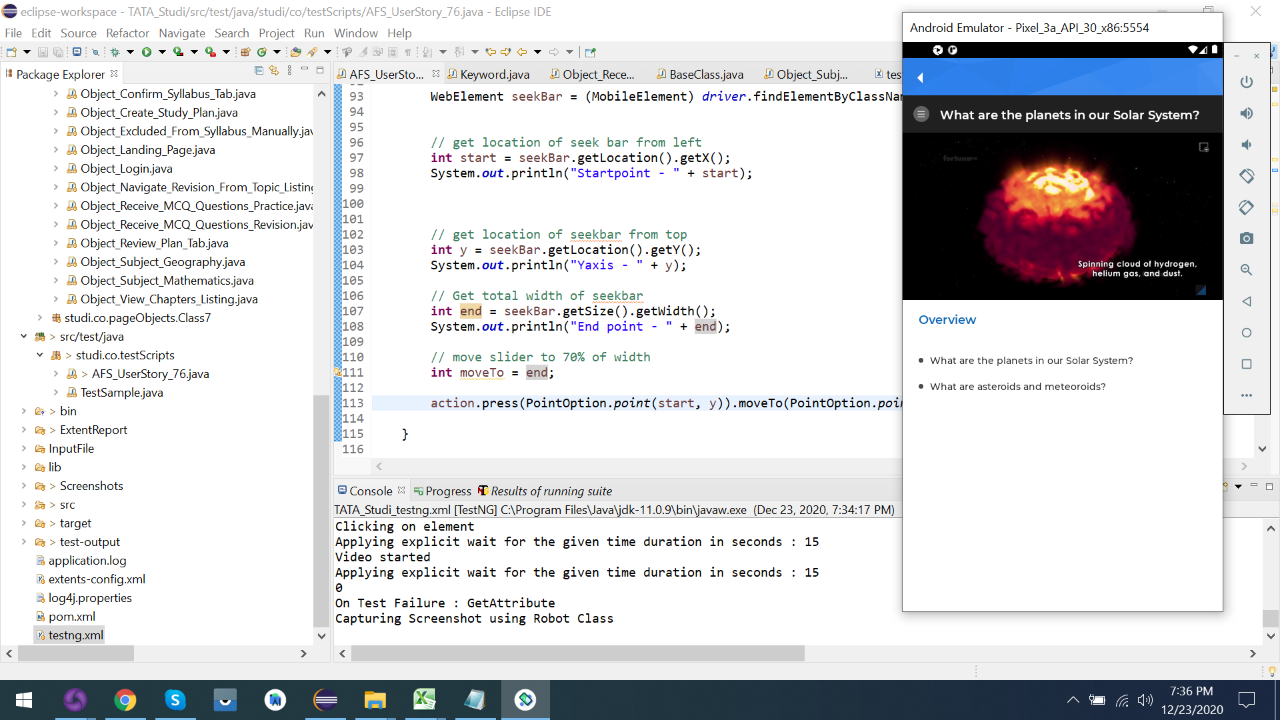 eclipse-workspace - TATA_Studi/src/test/java/studi/co/testScripts/AFS_UserStory_76.java - Eclipse IDE
File Edit Source Refactor Navigate Search Project Run Window Help
Package Explorer
Object_Confirm_Syllabus_Tab.java
Object_Create_Study_Plan.java
Object_Excluded_From_Syllabus_Manually.jav
Object_Landing_Page.java
Object_Login.java
Object_Navigate_Revision_From_Topic_Listing
Object_Receive_MCQ_Questions_Practice.java
Object_Receive_MCQ_Questions_Revision.jav
Object_Review_Plan_Tab.java
Object_Subject_Geography.java
Object_Subject_Mathematics.java
Object_View_Chapters_Listing.java
studi.co.pageObjects.Class7
> src/test/java
> studi.co.testScripts
> AFS_UserStory_76.java
TestSample.java
> bin
> ExtentReport
InputFile
lib
> Screenshots
> src
> target
> test-output
application.log
extents-config.xml
log4j.properties
pom.xml
testng.xml
AFS_UserSto... Keyword.java Object_Rece... BaseClass.java Object_Subj... tes
93 WebElement seekBar = (MobileElement) driver.findElementByClassNam
94
95
96 // get location of seek bar from left
97 int start = seekBar.getLocation().getX();
98 System.out.println("Startpoint - " + start);
99
100
101
102 // get location of seekbar from top
103 int y = seekBar.getLocation().getY();
104 System.out.println("Yaxis - " + y);
105
106 // Get total width of seekbar
107 int end = seekBar.getSize().getWidth();
108 System.out.println("End point - " + end);
109
110 // move slider to 70% of width
111 int moveTo = end;
112
113 action.press(PointOption.point(start, y)).moveTo(PointOption.poin
114
115 }
116
Console Progress Results of running suite
TATA_Studi_testng.xml [TestNG] C:\Program Files\Java\jdk-11.0.9\bin\javaw.exe (Dec 23, 2020, 7:34:17 PM)
Clicking on element
Applying explicit wait for the given time duration in seconds : 15
Video started
Applying explicit wait for the given time duration in seconds : 15
0
On Test Failure : GetAttribute
Capturing Screenshot using Robot Class
Android Emulator - Pixel_3a_API_30_x86:5554
What are the planets in our Solar System?
Spinning cloud of hydrogen,
helium gas, and dust.
Overview
What are the planets in our Solar System?
What are asteroids and meteoroids?
7:36 PM
12/23/2020